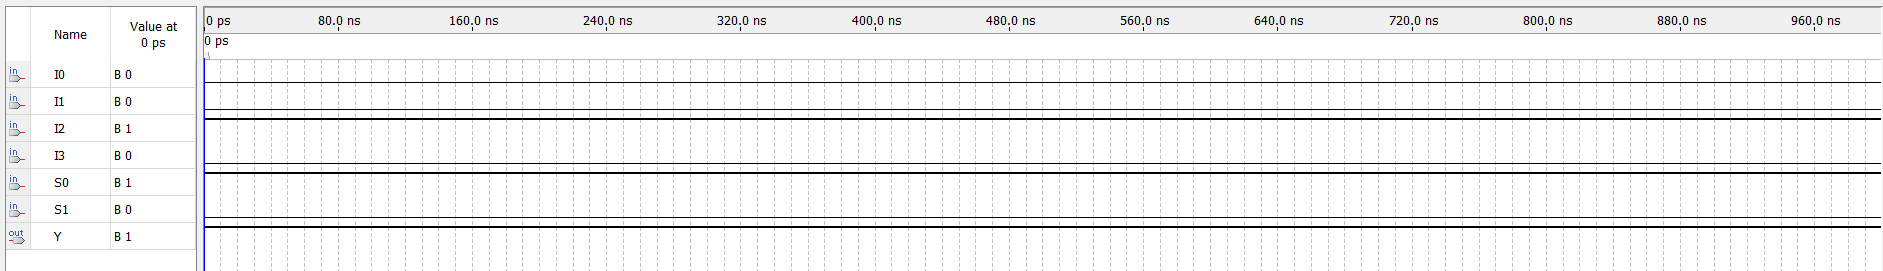 Name Value at 0 ps
0 ps 80.0 ns 160.0 ns 240.0 ns 320.0 ns 400.0 ns 480.0 ns 560.0 ns 640.0 ns 720.0 ns 800.0 ns 880.0 ns 960.0 ns
0 ps
in I0 B 0
in I1 B 0
in I2 B 1
in I3 B 0
in S0 B 1
in S1 B 0
out Y B 1